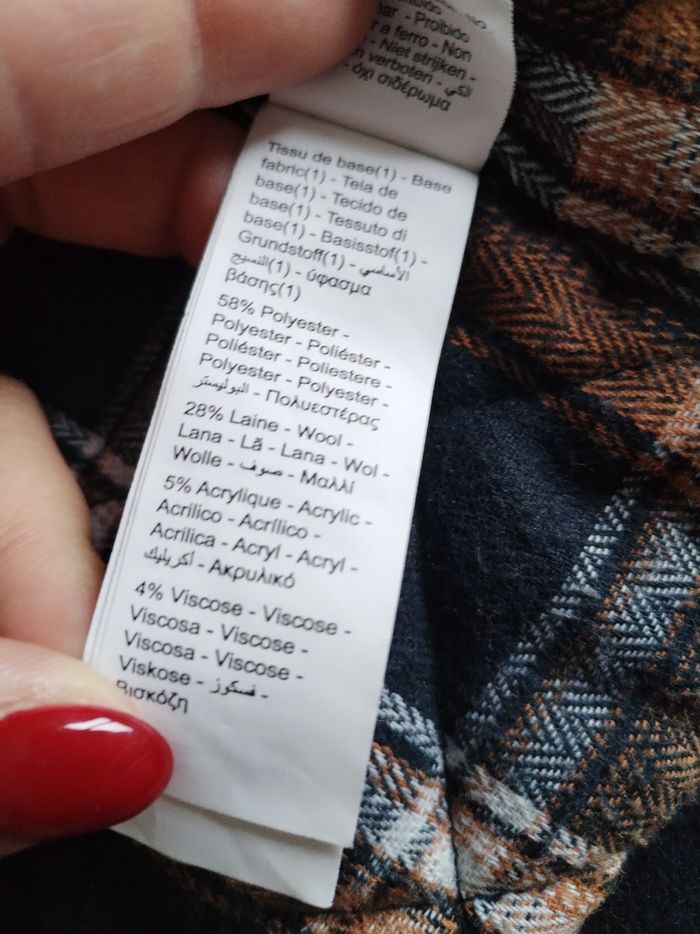 - Proibido
a ferro - Non
- Niet strijken -
verboten - الكي
όχι σιδέρωμα
Tissu de base(1) - Base
fabric(1) - Tela de
base(1) - Tecido de
base(1) - Tessuto di
base(1) - Basisstof(1) -
Grundstoff(1) - الأساسي
النسيج(1) - ύφασμα
βάσης(1)
58% Polyester -
Polyester - Poliéster -
Poliéster - Poliestere -
Polyester - Polyester -
البوليستر - Πολυεστέρας
28% Laine - Wool -
Lana - Lã - Lana - Wol -
Wolle - صوف - Μαλλί
5% Acrylique - Acrylic -
Acrílico - Acrílico -
Acrilica - Acryl - Acryl -
أكريليك - Ακρυλικό
4% Viscose - Viscose -
Viscosa - Viscose -
Viscosa - Viscose -
Viskose - فسكوز -
Βισκόζη